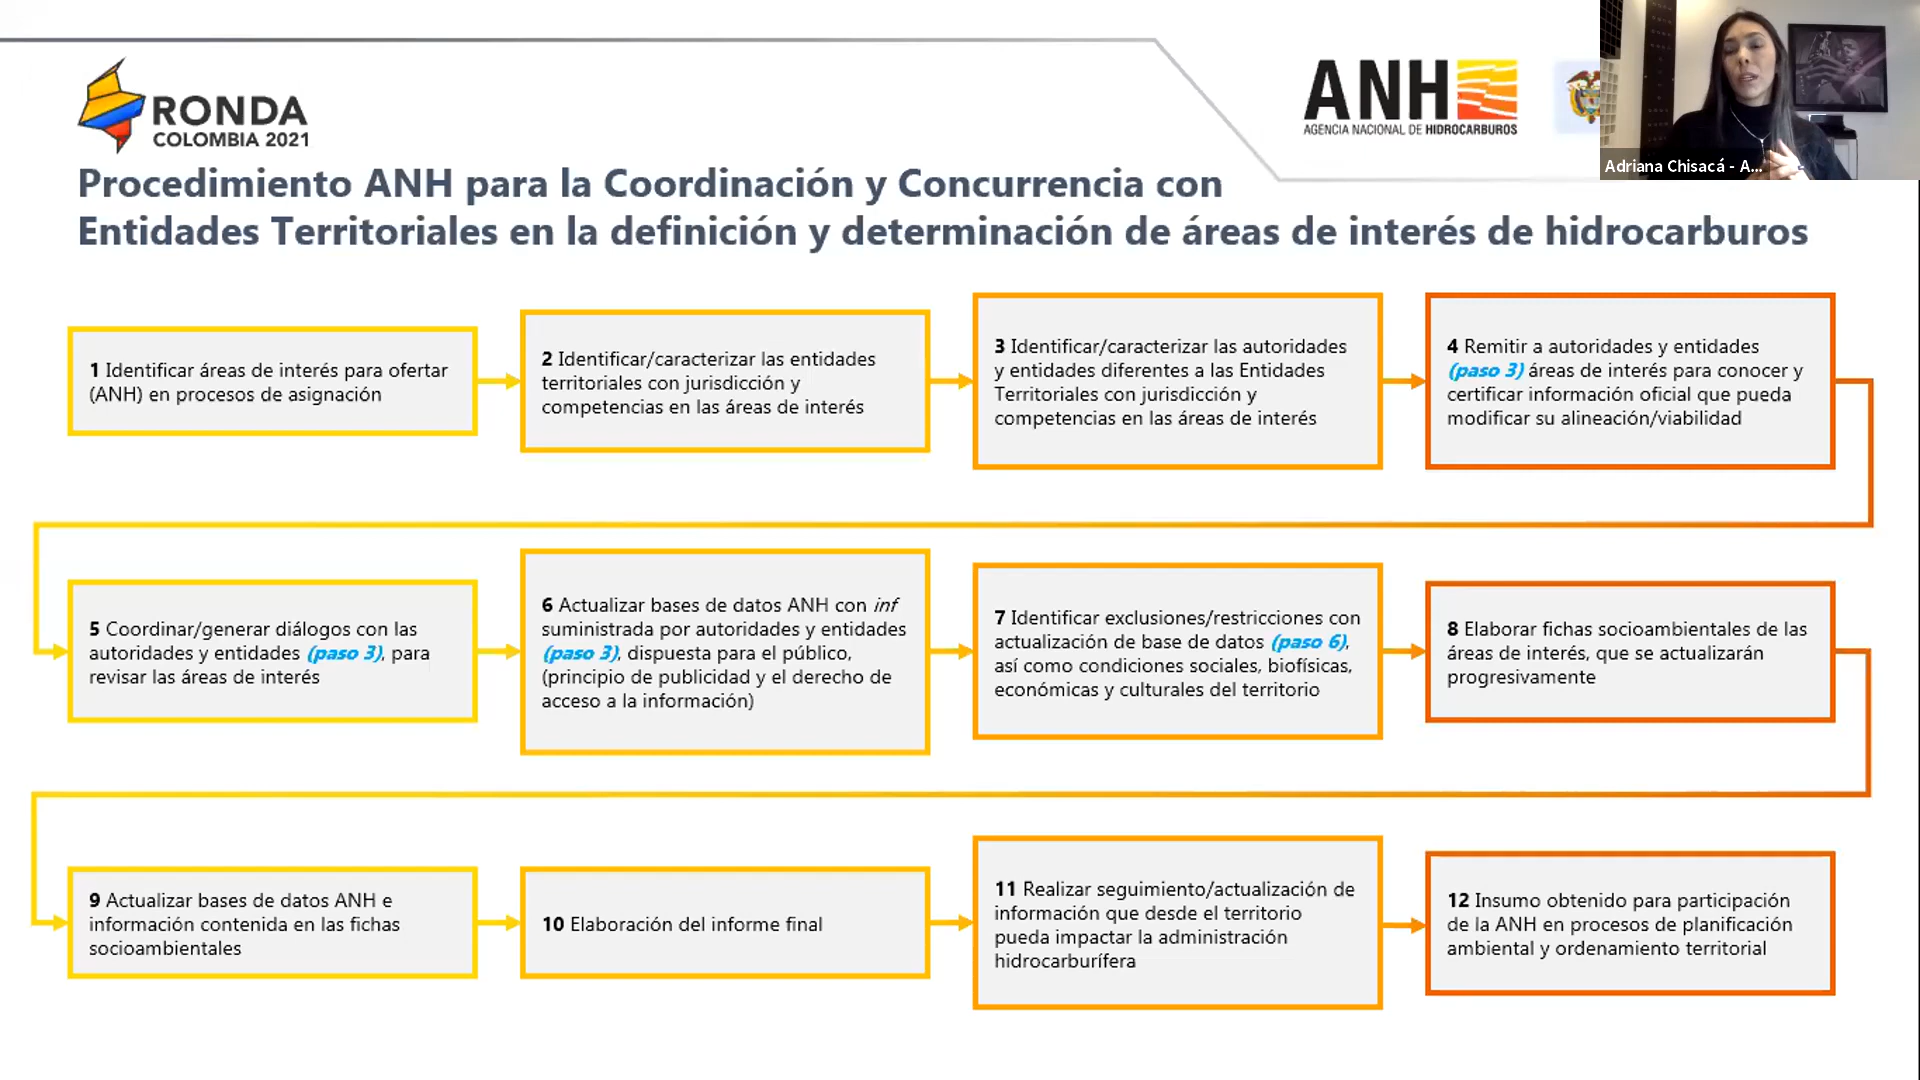 RONDA
COLOMBIA 2021
ANH
AGENCIA NACIONAL DE HIDROCARBUROS
Adriana Chisacá - A...
Procedimiento ANH para la Coordinación y Concurrencia con
Entidades Territoriales en la definición y determinación de áreas de interés de hidrocarburos
1 Identificar áreas de interés para ofertar
(ANH) en procesos de asignación
2 Identificar/caracterizar las entidades
territoriales con jurisdicción y
competencias en las áreas de interés
3 Identificar/caracterizar las autoridades
y entidades diferentes a las Entidades
Territoriales con jurisdicción y
competencias en las áreas de interés
4 Remitir a autoridades y entidades
(paso 3) áreas de interés para conocer y
certificar información oficial que pueda
modificar su alineación/viabilidad
5 Coordinar/generar diálogos con las
autoridades y entidades (paso 3), para
revisar las áreas de interés
6 Actualizar bases de datos ANH con inf
suministrada por autoridades y entidades
(paso 3), dispuesta para el público,
(principio de publicidad y el derecho de
acceso a la información)
7 Identificar exclusiones/restricciones con
actualización de base de datos (paso 6),
así como condiciones sociales, biofísicas,
económicas y culturales del territorio
8 Elaborar fichas socioambientales de las
áreas de interés, que se actualizarán
progresivamente
9 Actualizar bases de datos ANH e
información contenida en las fichas
socioambientales
10 Elaboración del informe final
11 Realizar seguimiento/actualización de
información que desde el territorio
pueda impactar la administración
hidrocarburífera
12 Insumo obtenido para participación
de la ANH en procesos de planificación
ambiental y ordenamiento territorial